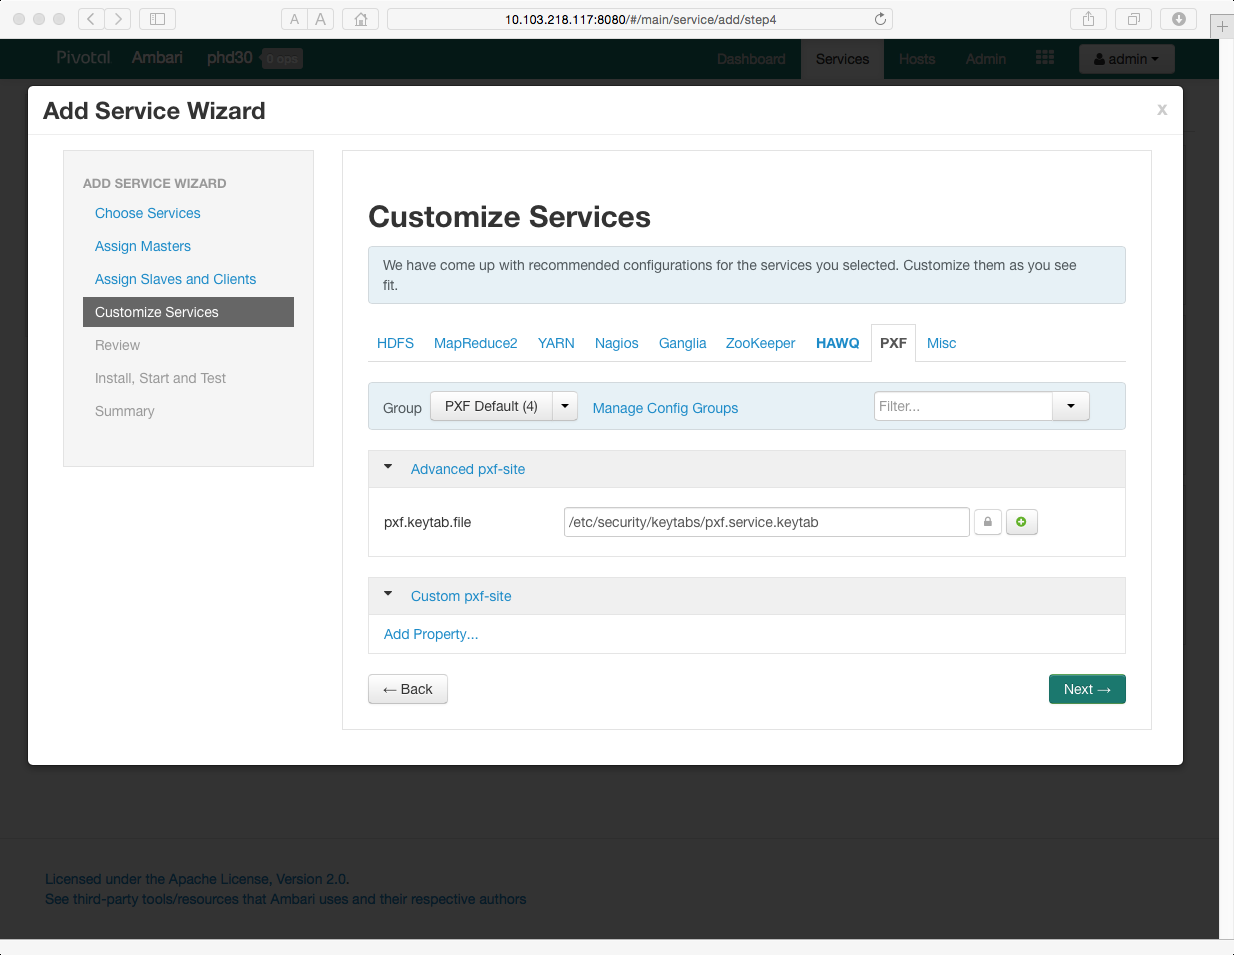 A A
10.103.218.117:8080/#/main/service/add/step4
Pivotal Ambari phd30 0 ops Dashboard Services Hosts Admin admin
Add Service Wizard
x
ADD SERVICE WIZARD
Choose Services
Assign Masters
Assign Slaves and Clients
Customize Services
Review
Install, Start and Test
Summary
Customize Services
We have come up with recommended configurations for the services you selected. Customize them as you see
fit.
HDFS MapReduce2 YARN Nagios Ganglia ZooKeeper HAWQ PXF Misc
Group PXF Default (4) Manage Config Groups Filter...
Advanced pxf-site
pxf.keytab.file /etc/security/keytabs/pxf.service.keytab
Custom pxf-site
Add Property...
← Back Next →
Licensed under the Apache License, Version 2.0.
See third-party tools/resources that Ambari uses and their respective authors